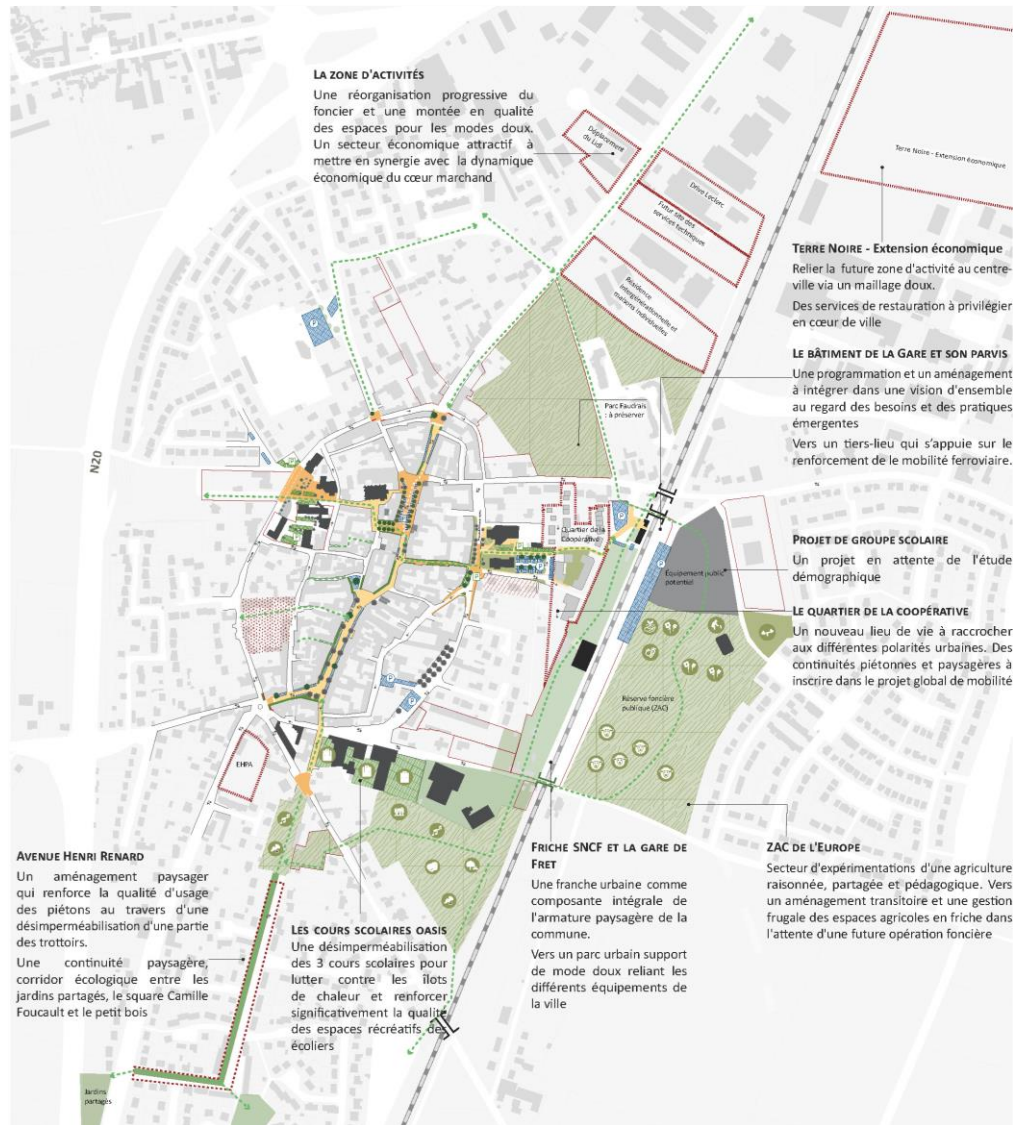 LA ZONE D'ACTIVITÉS
Une réorganisation progressive du
foncier et une montée en qualité
des espaces pour les modes doux.
Un secteur économique attractif à
mettre en synergie avec la dynamique
économique du cœur marchand
Déplacement
du Lidl
Drive Leclerc
Futur site des
services techniques
Résidence
intergénérationnelle et
maisons individuelles
Terre Noire - Extension économique
TERRE NOIRE - Extension économique
Relier la future zone d'activité au centre-
ville via un maillage doux.
Des services de restauration à privilégier
en cœur de ville
LE BÂTIMENT DE LA GARE ET SON PARVIS
Une programmation et un aménagement
à intégrer dans une vision d'ensemble
au regard des besoins et des pratiques
émergentes
Vers un tiers-lieu qui s'appuie sur le
renforcement de le mobilité ferroviaire.
PROJET DE GROUPE SCOLAIRE
Un projet en attente de l'étude
démographique
LE QUARTIER DE LA COOPÉRATIVE
Un nouveau lieu de vie à raccrocher
aux différentes polarités urbaines. Des
continuités piétonnes et paysagères à
inscrire dans le projet global de mobilité
P
Parc Faudrais
: à préserver
N20
Quartier de la
Coopérative
P
P
Équipement public
potentiel
P
P
P
Réserve foncière
publique (ZAC)
EHPA
AVENUE HENRI RENARD
Un aménagement paysager
qui renforce la qualité d'usage
des piétons au travers d'une
désimperméabilisation d'une partie
des trottoirs.
Une continuité paysagère,
corridor écologique entre les
jardins partagés, le square Camille
Foucault et le petit bois
LES COURS SCOLAIRES OASIS
Une désimperméabilisation
des 3 cours scolaires pour
lutter contre les îlots
de chaleur et renforcer
significativement la qualité
des espaces récréatifs des
écoliers
FRICHE SNCF ET LA GARE DE
FRET
Une franche urbaine comme
composante intégrale de
l'armature paysagère de la
commune.
Vers un parc urbain support
de mode doux reliant les
différents équipements de
la ville
ZAC DE L'EUROPE
Secteur d'expérimentations d'une agriculture
raisonnée, partagée et pédagogique. Vers
un aménagement transitoire et une gestion
frugale des espaces agricoles en friche dans
l'attente d'une future opération foncière
Jardins
partagés